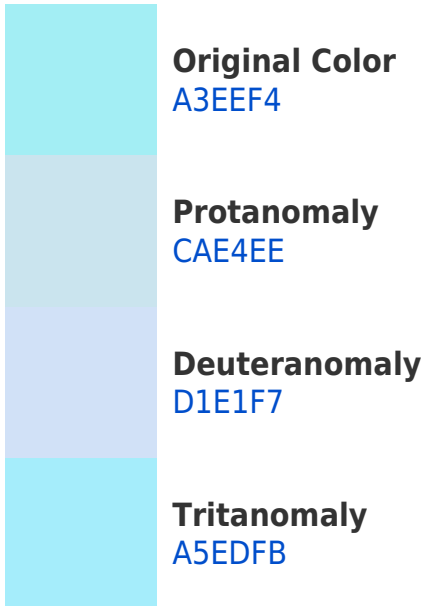 Original Color
A3EEF4
Protanomaly
CAE4EE
Deuteranomaly
D1E1F7
Tritanomaly
A5EDFB